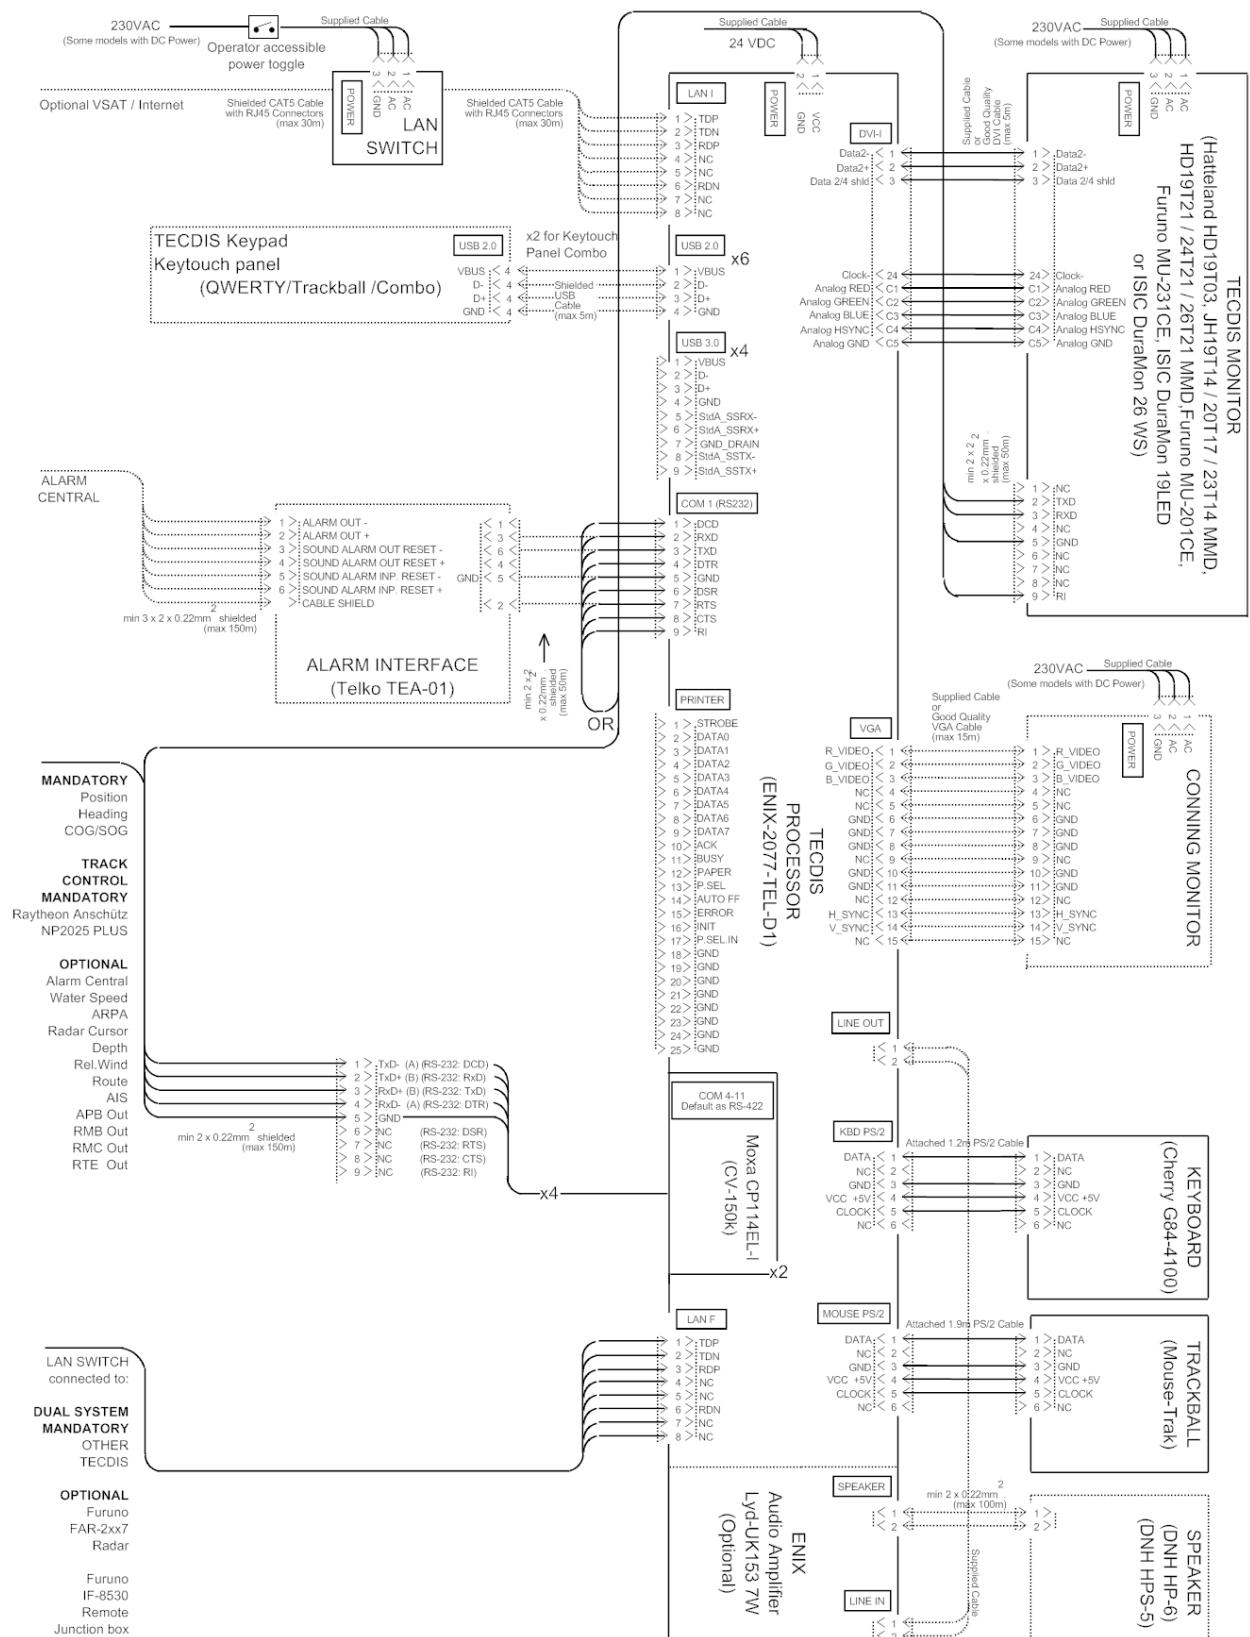 230VAC
(Some models with DC Power)
Operator accessible
power toggle
Supplied Cable
3 2 1
GND AC AC
POWER
LAN
SWITCH
Optional VSAT / Internet
Shielded CAT5 Cable
with RJ45 Connectors
(max 30m)
Shielded CAT5 Cable
with RJ45 Connectors
(max 30m)
Supplied Cable
24 VDC
2 1
GND VCC
POWER
LAN I
1 TDP
2 TDN
3 RDP
4 NC
5 NC
6 RDN
7 NC
8 NC
TECDIS Keypad
Keytouch panel
(QWERTY/Trackball /Combo)
USB 2.0
VBUS 4
D- 4
D+ 4
GND 4
x2 for Keytouch
Panel Combo
Shielded
USB
Cable
(max 5m)
USB 2.0
x6
1 VBUS
2 D-
3 D+
4 GND
USB 3.0
x4
1 VBUS
2 D-
3 D+
4 GND
5 StdA_SSRX-
6 StdA_SSRX+
7 GND_DRAIN
8 StdA_SSTX-
9 StdA_SSTX+
ALARM
CENTRAL
1 ALARM OUT -
2 ALARM OUT +
3 SOUND ALARM OUT RESET -
4 SOUND ALARM OUT RESET +
5 SOUND ALARM INP. RESET -
6 SOUND ALARM INP. RESET +
CABLE SHIELD
1
3
6
4
GND 5
2
min 3 x 2 x 0.22mm2 shielded
(max 150m)
ALARM INTERFACE
(Telko TEA-01)
min 2 x 2
x 0.22mm2
shielded
(max 50m)
OR
COM 1 (RS232)
1 DCD
2 RXD
3 TXD
4 DTR
5 GND
6 DSR
7 RTS
8 CTS
9 RI
PRINTER
1 STROBE
2 DATA0
3 DATA1
4 DATA2
5 DATA3
6 DATA4
7 DATA5
8 DATA6
9 DATA7
10 ACK
11 BUSY
12 PAPER
13 P.SEL
14 AUTO FF
15 ERROR
16 INIT
17 P.SEL.IN
18 GND
19 GND
20 GND
21 GND
22 GND
23 GND
24 GND
25 GND
TECDIS
PROCESSOR
(ENIX-2077-TEL-D1)
MANDATORY
Position
Heading
COG/SOG
TRACK
CONTROL
MANDATORY
Raytheon Anschütz
NP2025 PLUS
OPTIONAL
Alarm Central
Water Speed
ARPA
Radar Cursor
Depth
Rel.Wind
Route
AIS
APB Out
RMB Out
RMC Out
RTE Out
1 TxD- (A) (RS-232: DCD)
2 TxD+ (B) (RS-232: RxD)
3 RxD+ (B) (RS-232: TxD)
4 RxD- (A) (RS-232: DTR)
5 GND
6 NC (RS-232: DSR)
7 NC (RS-232: RTS)
8 NC (RS-232: CTS)
9 NC (RS-232: RI)
min 2 x 0.22mm2 shielded
(max 150m)
x4
COM 4-11
Default as RS-422
Moxa CP114EL-I
(CV-150k)
x2
LAN F
1 TDP
2 TDN
3 RDP
4 NC
5 NC
6 RDN
7 NC
8 NC
LAN SWITCH
connected to:
DUAL SYSTEM
MANDATORY
OTHER
TECDIS
OPTIONAL
Furuno
FAR-2xx7
Radar
Furuno
IF-8530
Remote
Junction box
ENIX
Audio Amplifier
Lyd-UK153 7W
(Optional)
DVI-I
Data2- 1
Data2+ 2
Data 2/4 shld 3
Clock- 24
Analog RED C1
Analog GREEN C2
Analog BLUE C3
Analog HSYNC C4
Analog GND C5
Supplied Cable
or
Good Quality
DVI Cable
(max 5m)
230VAC
(Some models with DC Power)
Supplied Cable
3 2 1
GND AC AC
POWER
1 Data2-
2 Data2+
3 Data 2/4 shld
24 Clock-
C1 Analog RED
C2 Analog GREEN
C3 Analog BLUE
C4 Analog HSYNC
C5 Analog GND
TECDIS MONITOR
(Hatteland HD19T03, JH19T14 / 20T17 / 23T14 MMD,
HD19T21 / 24T21 / 26T21 MMD,Furuno MU-201CE,
Furuno MU-231CE, ISIC DuraMon 19LED
or ISIC DuraMon 26 WS)
min 2 x 2
x 0.22mm2
shielded
(max 50m)
1 NC
2 TXD
3 RXD
4 NC
5 GND
6 NC
7 NC
8 NC
9 RI
230VAC
(Some models with DC Power)
Supplied Cable
3 2 1
GND AC AC
POWER
CONNING MONITOR
Supplied Cable
or
Good Quality
VGA Cable
(max 15m)
VGA
R_VIDEO 1
G_VIDEO 2
B_VIDEO 3
NC 4
NC 5
GND 6
GND 7
GND 8
NC 9
GND 10
GND 11
NC 12
H_SYNC 13
V_SYNC 14
NC 15
1 R_VIDEO
2 G_VIDEO
3 B_VIDEO
4 NC
5 NC
6 GND
7 GND
8 GND
9 NC
10 GND
11 GND
12 NC
13 H_SYNC
14 V_SYNC
15 NC
LINE OUT
1
2
KBD PS/2
Attached 1.2m PS/2 Cable
DATA 1
NC 2
GND 3
VCC +5V 4
CLOCK 5
NC 6
1 DATA
2 NC
3 GND
4 VCC +5V
5 CLOCK
6 NC
KEYBOARD
(Cherry G84-4100)
MOUSE PS/2
Attached 1.9m PS/2 Cable
DATA 1
NC 2
GND 3
VCC +5V 4
CLOCK 5
NC 6
1 DATA
2 NC
3 GND
4 VCC +5V
5 CLOCK
6 NC
TRACKBALL
(Mouse-Trak)
SPEAKER
1
2
min 2 x 0.22mm2
(max 100m)
1
2
SPEAKER
(DNH HP-6)
(DNH HPS-5)
Supplied Cable
LINE IN
1
2